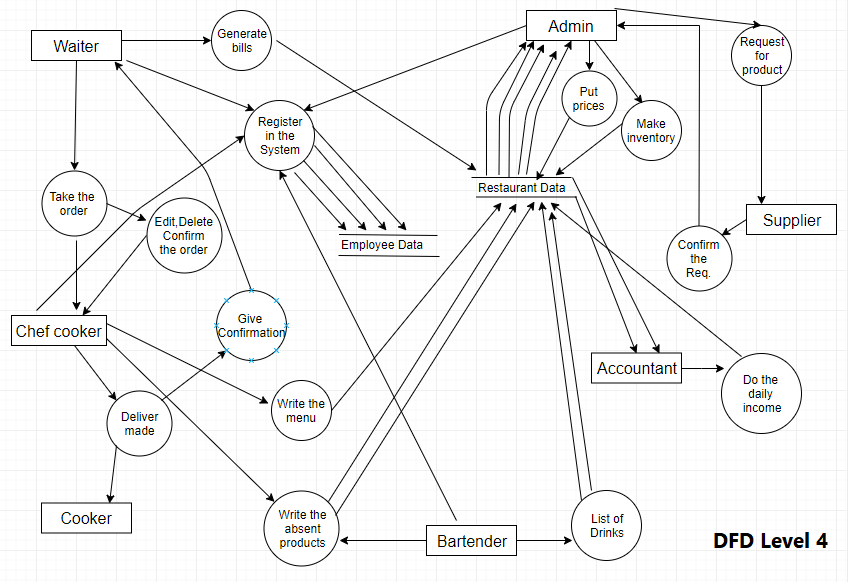 Waiter
Generate
bills
Admin
Request
for
product
Put
prices
Make
inventory
Register
in the
System
Restaurant Data
Take the
order
Edit,Delete
Confirm
the order
Employee Data
Supplier
Confirm
the
Req.
Chef cooker
Give
Confirmation
Accountant
Do the
daily
income
Write the
menu
Deliver
made
Cooker
Write the
absent
products
Bartender
List of
Drinks
DFD Level 4